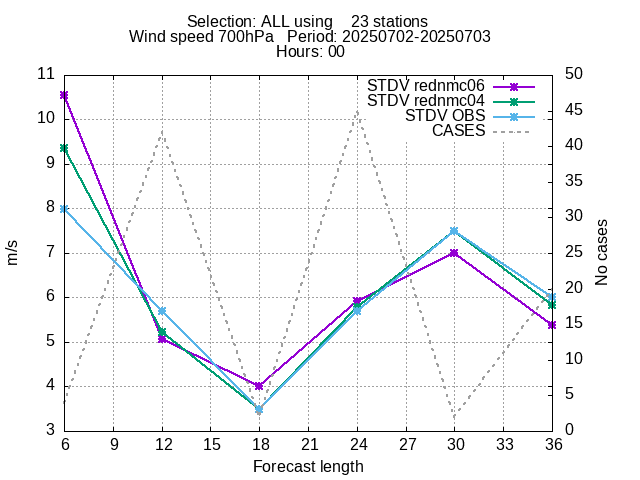 Selection: ALL using    23 stations
Wind speed 700hPa   Period: 20250702-20250703
Hours: 00
STDV rednmc06
STDV rednmc04
STDV OBS
CASES
11
10
9
8
7
6
5
4
3
m/s
50
45
40
35
30
25
20
15
10
5
0
No cases
6 9 12 15 18 21 24 27 30 33 36
Forecast length